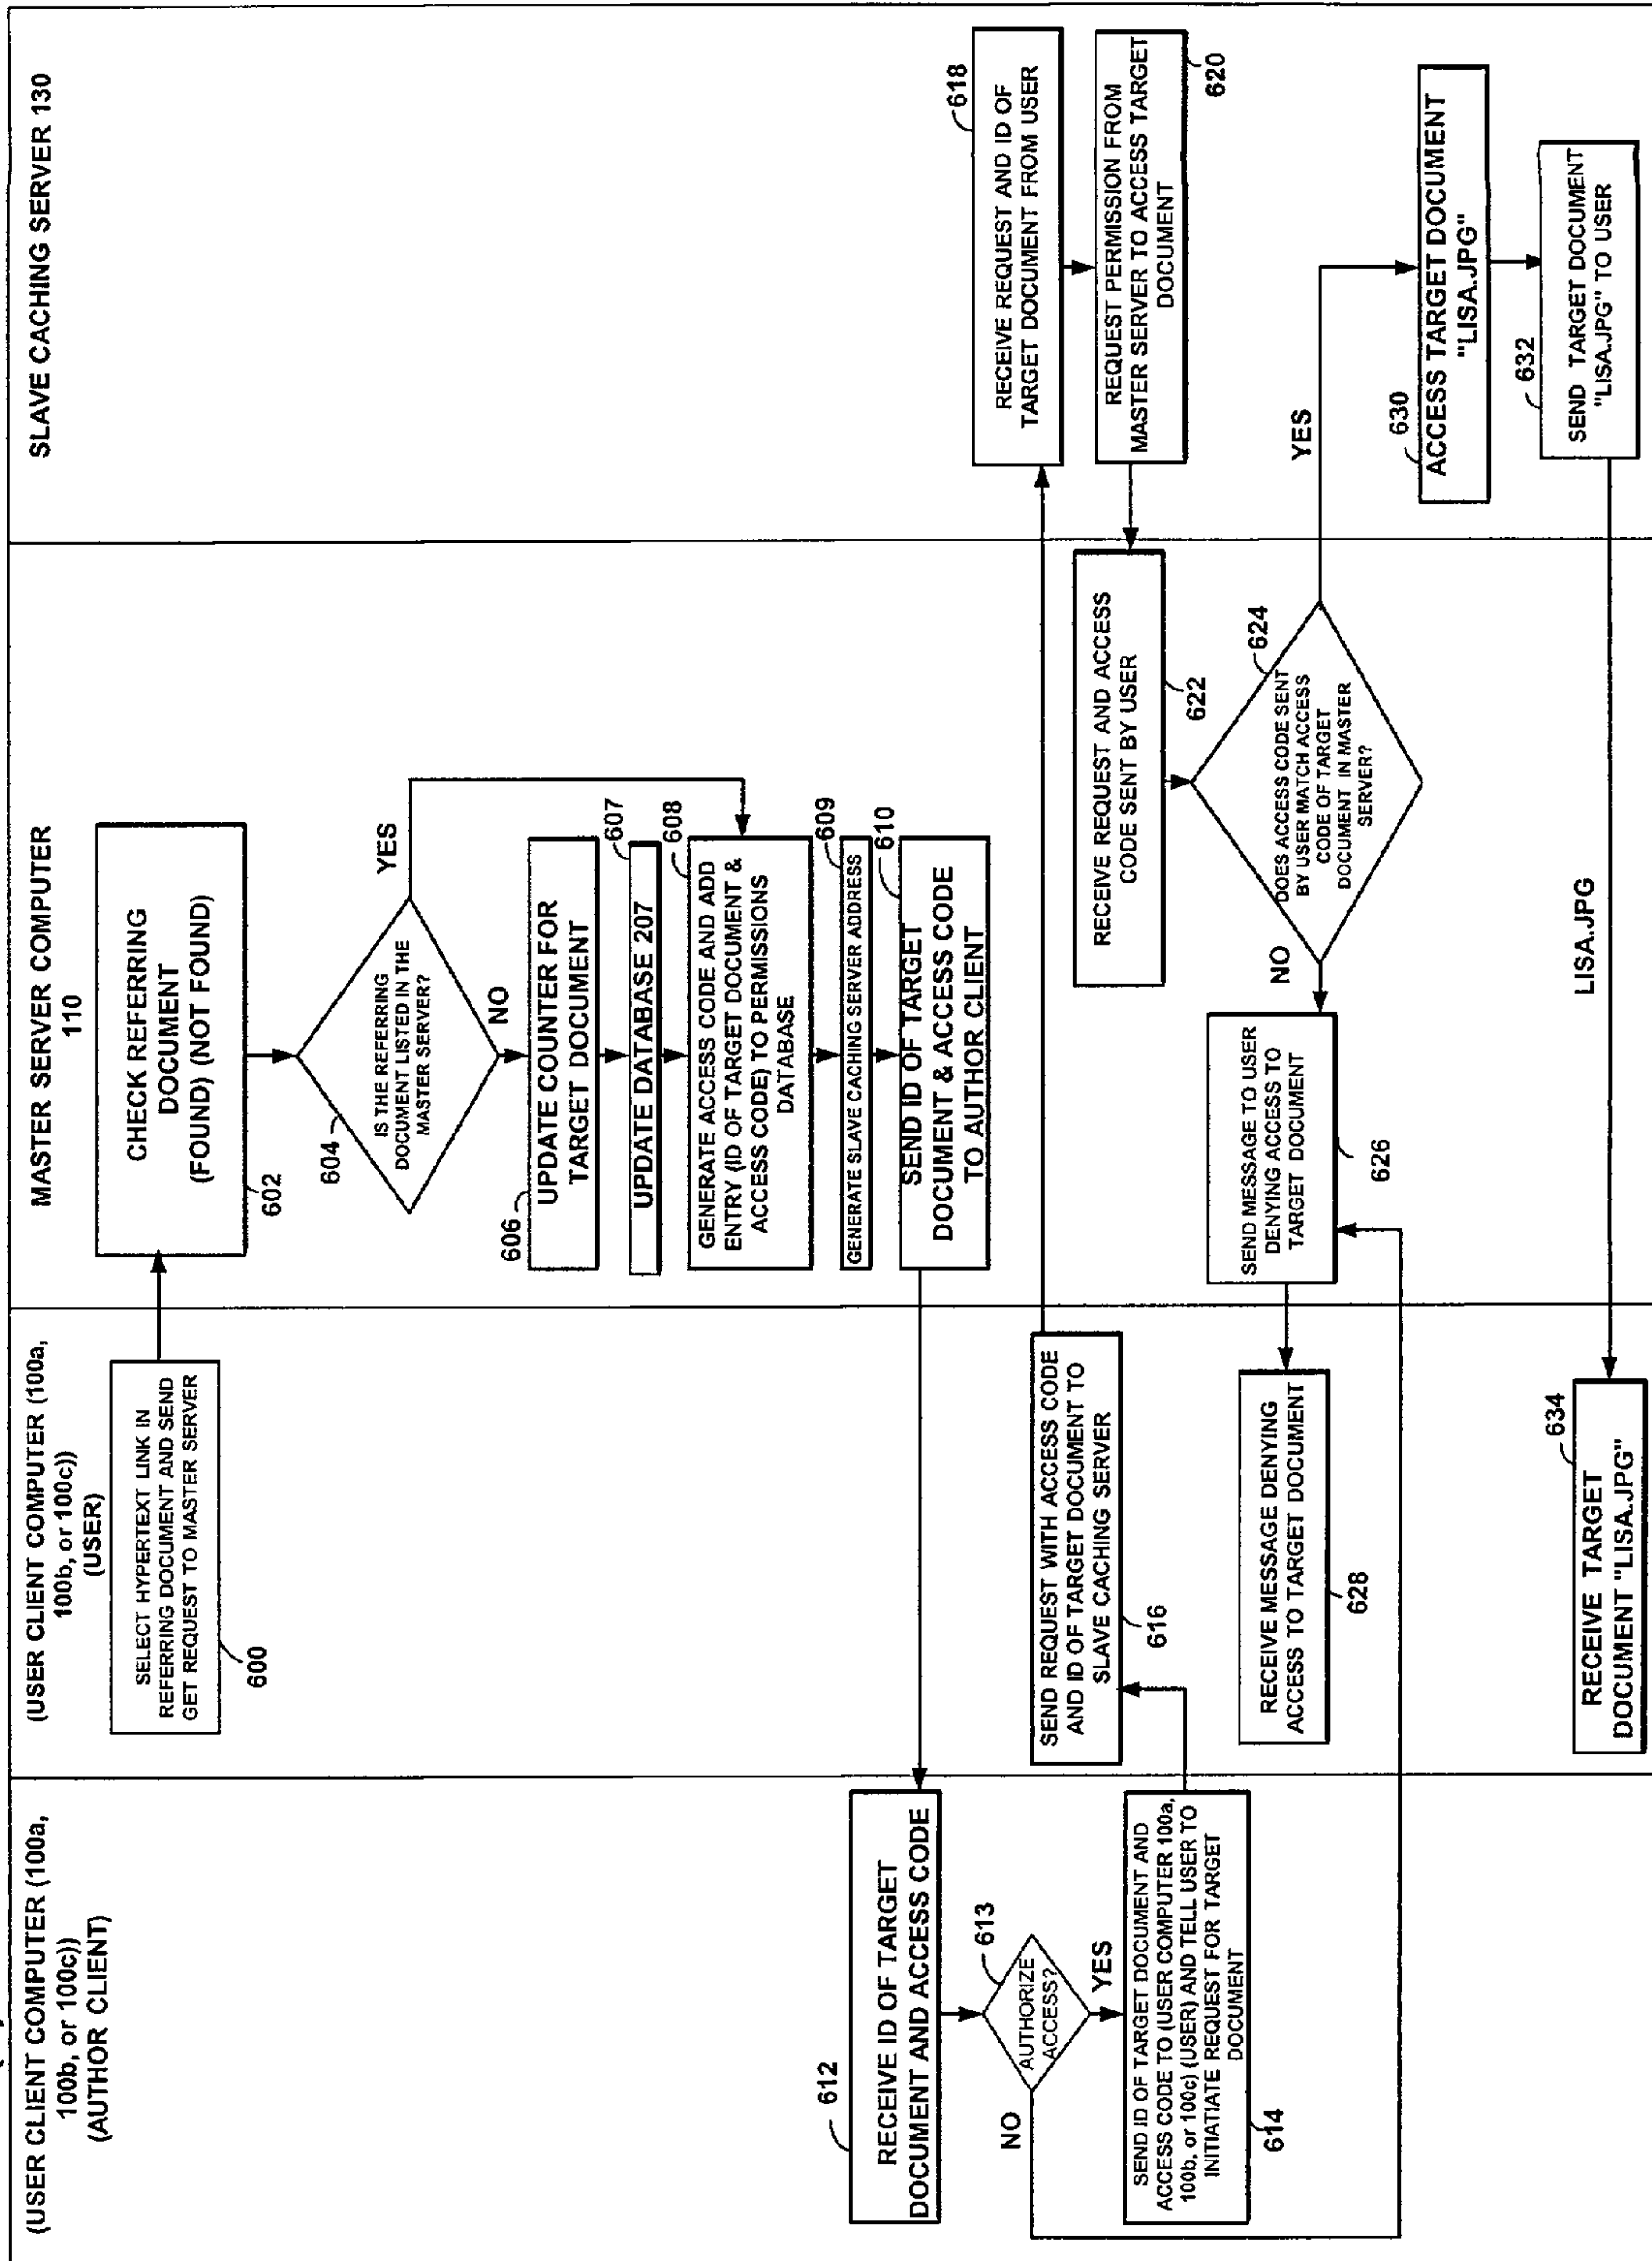 (USER CLIENT COMPUTER (100a,
100b, or 100c))
(AUTHOR CLIENT)
(USER CLIENT COMPUTER (100a,
100b, or 100c))
(USER)
MASTER SERVER COMPUTER
110
SLAVE CACHING SERVER 130
SELECT HYPERTEXT LINK IN
REFERRING DOCUMENT AND SEND
GET REQUEST TO MASTER SERVER
600
CHECK REFERRING
DOCUMENT
(FOUND) (NOT FOUND)
602
604
IS THE REFERRING
DOCUMENT LISTED IN THE
MASTER SERVER?
YES
NO
606
UPDATE COUNTER FOR
TARGET DOCUMENT
607
UPDATE DATABASE 207
608
GENERATE ACCESS CODE AND ADD
ENTRY (ID OF TARGET DOCUMENT &
ACCESS CODE) TO PERMISSIONS
DATABASE
609
GENERATE SLAVE CACHING SERVER ADDRESS
610
SEND ID OF TARGET
DOCUMENT & ACCESS CODE
TO AUTHOR CLIENT
612
RECEIVE ID OF TARGET
DOCUMENT AND ACCESS CODE
613
AUTHORIZE
ACCESS?
NO
YES
SEND ID OF TARGET DOCUMENT AND
ACCESS CODE TO (USER COMPUTER 100a,
100b, or 100c) (USER) AND TELL USER TO
INITIATE REQUEST FOR TARGET
DOCUMENT
614
SEND REQUEST WITH ACCESS CODE
AND ID OF TARGET DOCUMENT TO
SLAVE CACHING SERVER
616
618
RECEIVE REQUEST AND ID OF
TARGET DOCUMENT FROM USER
REQUEST PERMISSION FROM
MASTER SERVER TO ACCESS TARGET
DOCUMENT
620
RECEIVE REQUEST AND ACCESS
CODE SENT BY USER
622
624
DOES ACCESS CODE SENT
BY USER MATCH ACCESS
CODE OF TARGET
DOCUMENT IN MASTER
SERVER?
NO
YES
SEND MESSAGE TO USER
DENYING ACCESS TO
TARGET DOCUMENT
626
RECEIVE MESSAGE DENYING
ACCESS TO TARGET DOCUMENT
628
630
ACCESS TARGET DOCUMENT
"LISA.JPG"
632
SEND TARGET DOCUMENT
"LISA.JPG" TO USER
LISA.JPG
634
RECEIVE TARGET
DOCUMENT "LISA.JPG"